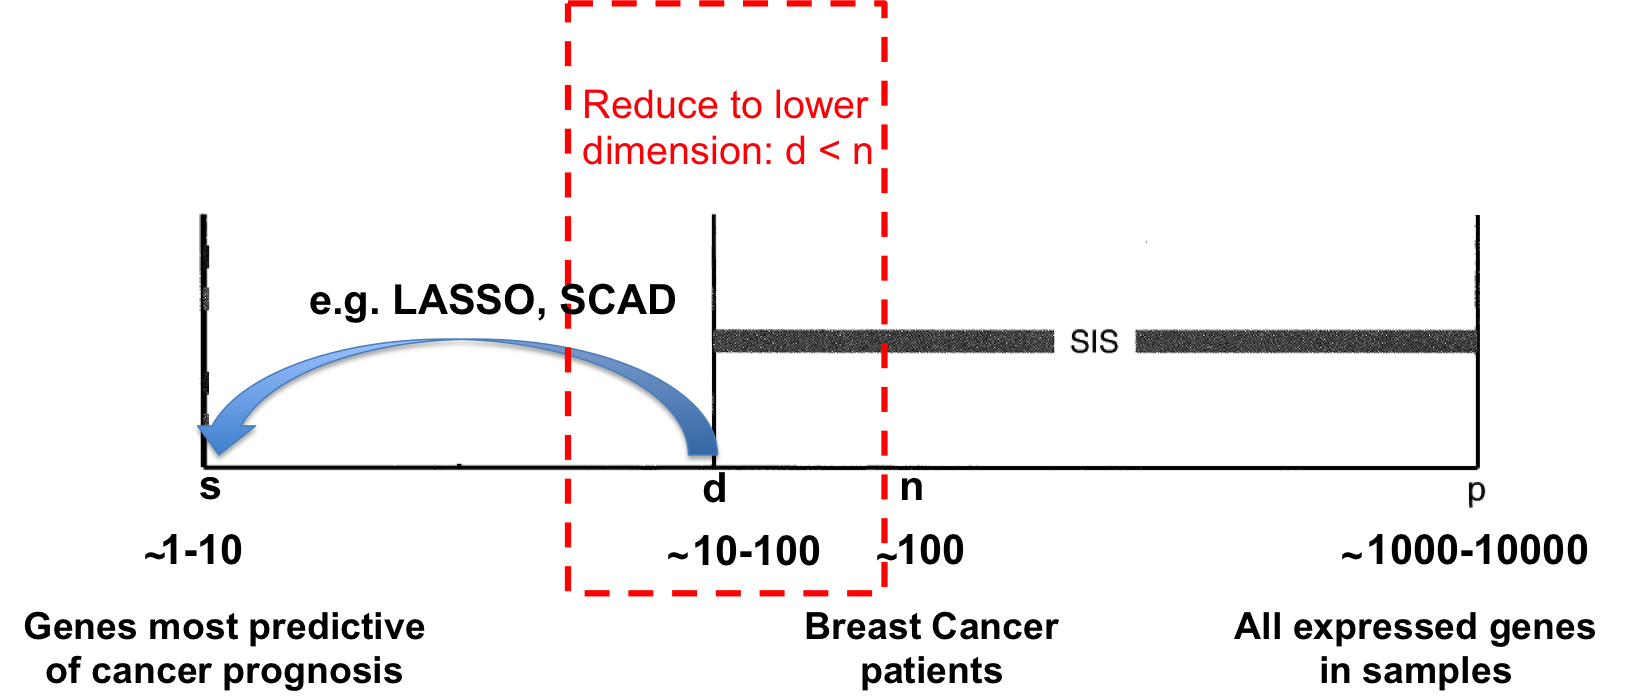 Reduce to lower
dimension: d < n
e.g. LASSO, SCAD
SIS
s
d
n
p
~1-10
~10-100
~100
~1000-10000
Genes most predictive
of cancer prognosis
Breast Cancer
patients
All expressed genes
in samples